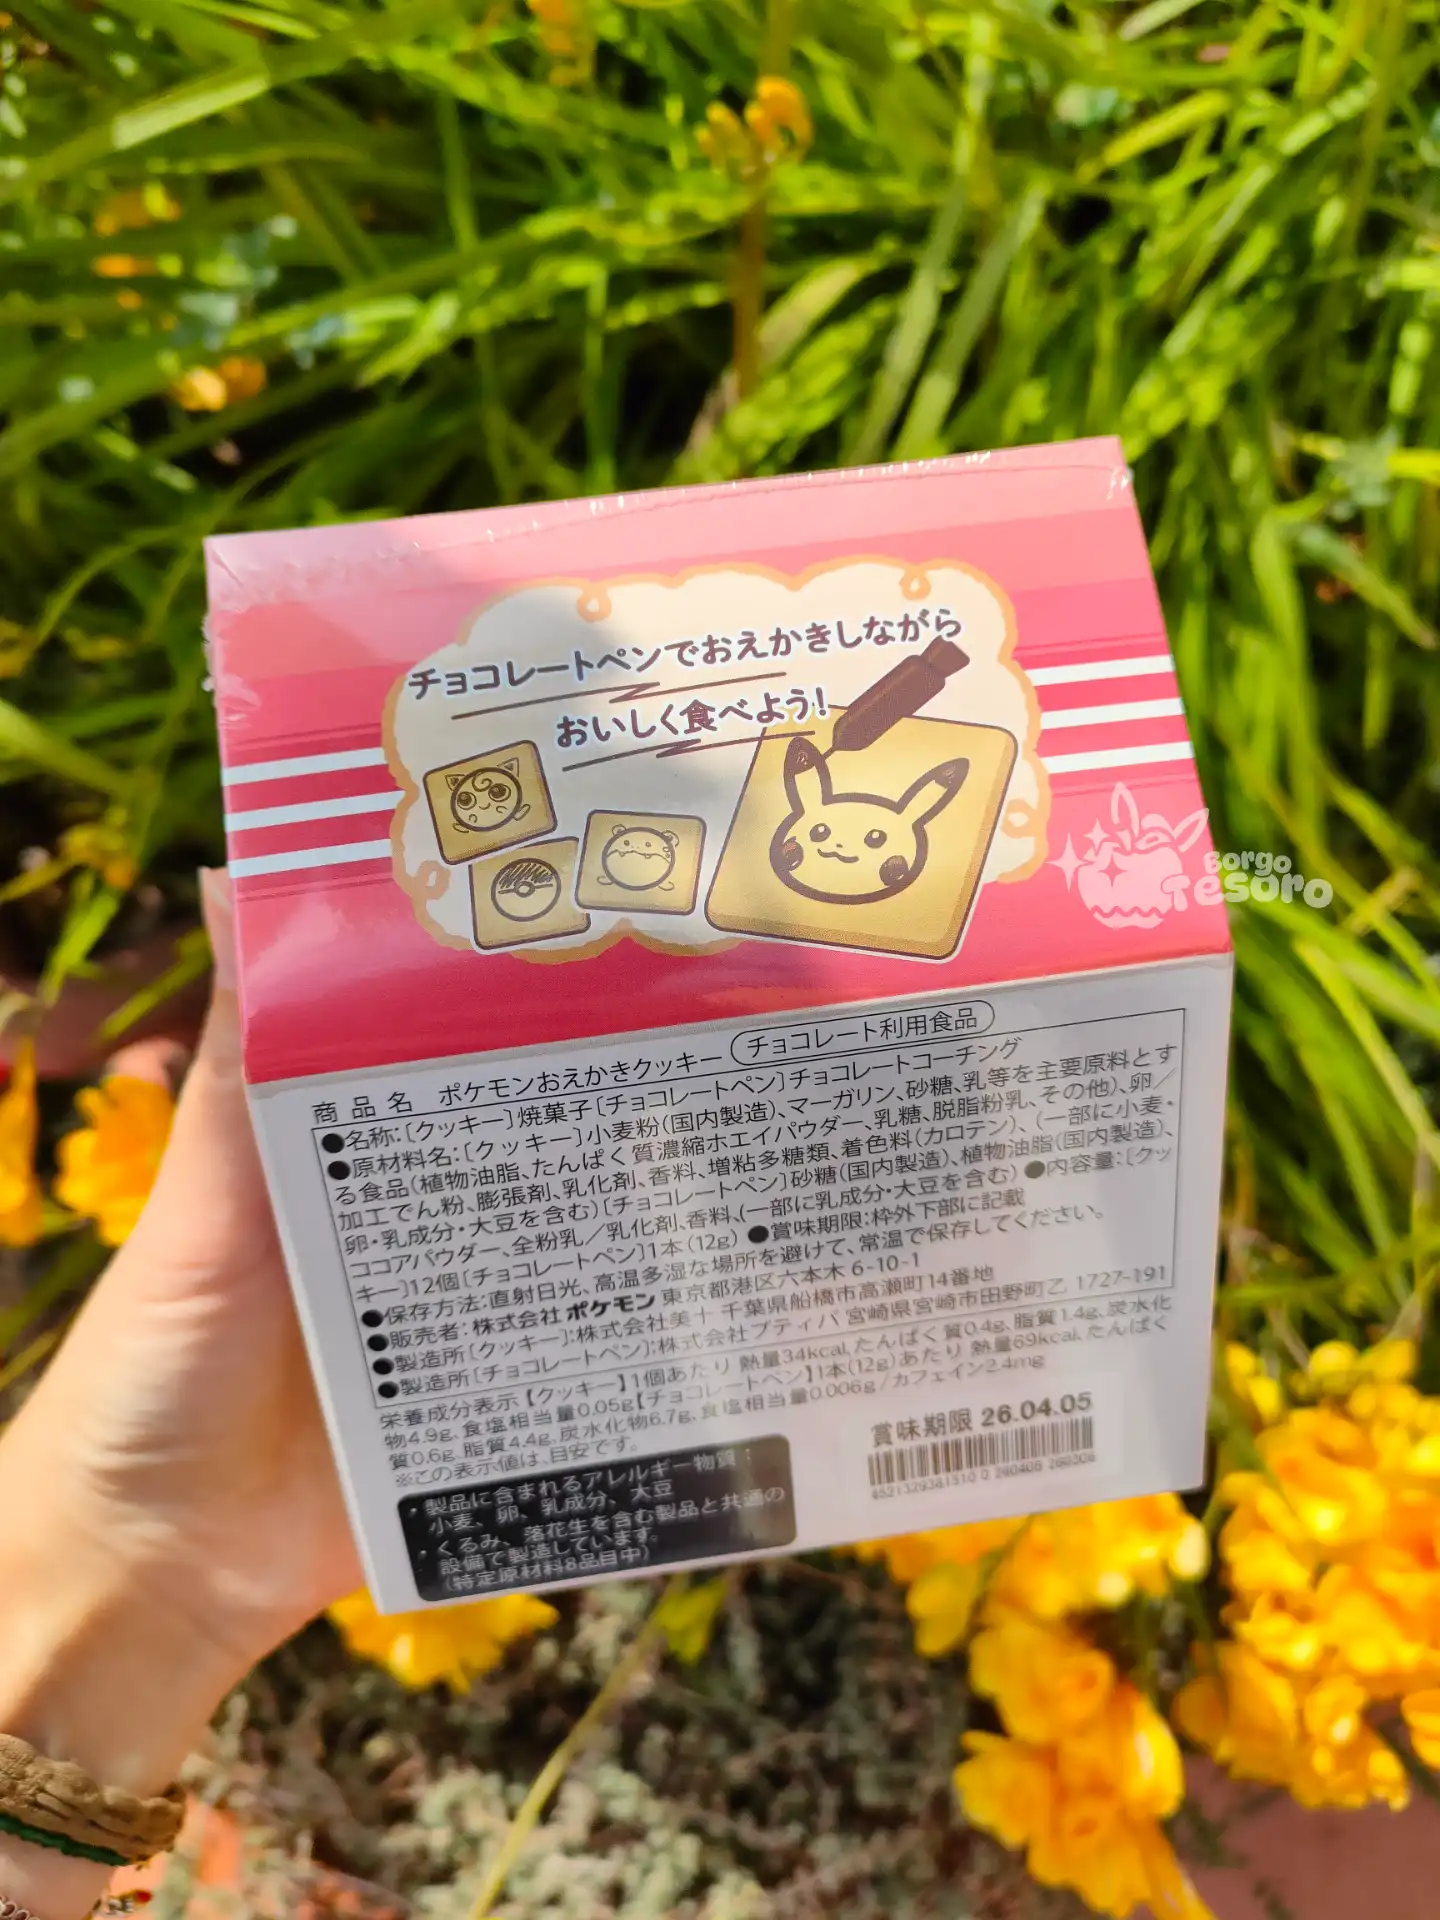 チョコレートペンでおえかきしながら
おいしく食べよう!
Borgo
Tesoro
商品名 ポケモンおえかきクッキー チョコレート利用食品
●名称:[クッキー]焼菓子[チョコレートペン]チョコレートコーチング
●原材料名:[クッキー]小麦粉(国内製造)、マーガリン、砂糖、乳等を主要原料とす
る食品(植物油脂、たんぱく質濃縮ホエイパウダー、乳糖、脱脂粉乳、その他)、卵/
加工でん粉、膨張剤、乳化剤、香料、増粘多糖類、着色料(カロテン)、(一部に小麦・
卵・乳成分・大豆を含む)[チョコレートペン]砂糖(国内製造)、植物油脂(国内製造)、
ココアパウダー、全粉乳/乳化剤、香料、(一部に乳成分・大豆を含む) ●内容量:[クッ
キー]12個[チョコレートペン]1本(12g) ●賞味期限:枠外下部に記載
●保存方法:直射日光、高温多湿な場所を避けて、常温で保存してください。
●販売者:株式会社ポケモン 東京都港区六本木 6-10-1
●製造所[クッキー]:株式会社美十 千葉県船橋市高瀬町14番地
●製造所[チョコレートペン]:株式会社プティパ 宮崎県宮崎市田野町乙 1727-191
栄養成分表示【クッキー】1個あたり 熱量34kcal、たんぱく質0.4g、脂質1.4g、炭水化
物4.9g、食塩相当量0.05g【チョコレートペン】1本(12g)あたり 熱量69kcal、たんぱく
質0.6g、脂質4.4g、炭水化物6.7g、食塩相当量0.006g/カフェイン2.4mg
※この表示値は、目安です。
・製品に含まれるアレルギー物質:
小麦、卵、乳成分、大豆
・くるみ、落花生を含む製品と共通の
設備で製造しています。
(特定原材料8品目中)
賞味期限 26.04.05
4521329381510 0 260405 260306